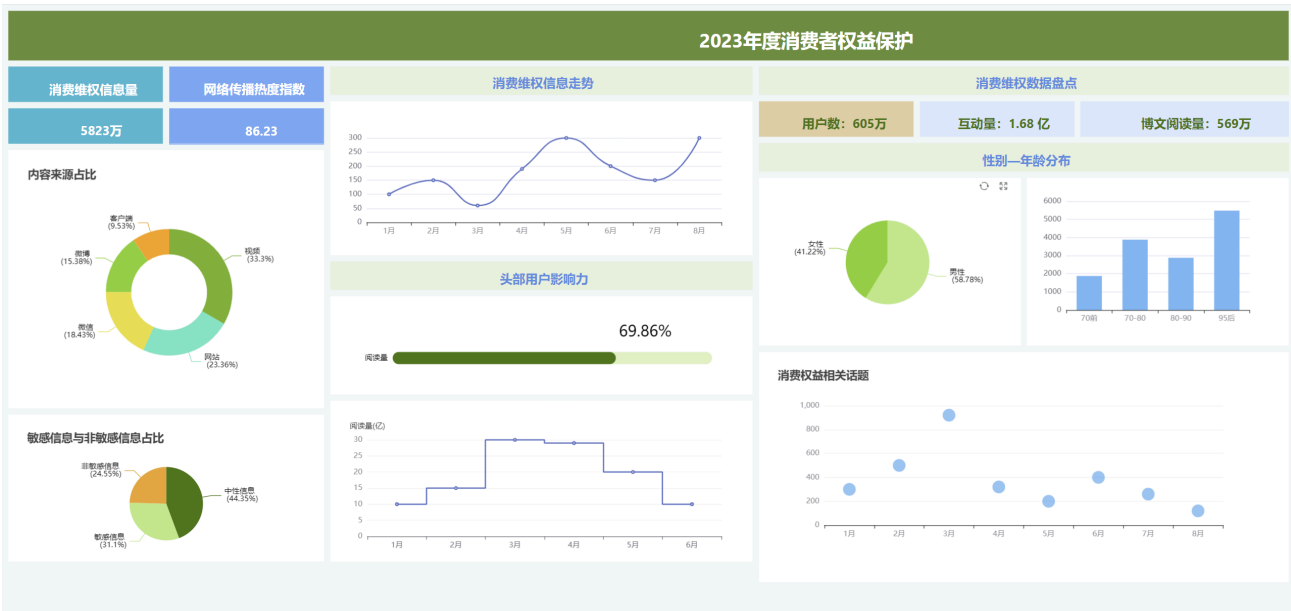 2023年度消费者权益保护
消费维权信息量
网络传播热度指数
5823万
86.23
内容来源占比
客户端
(9.53%)
视频
(33.3%)
微博
(15.38%)
微信
(18.43%)
网站
(23.36%)
敏感信息与非敏感信息占比
非敏感信息
(24.55%)
中性信息
(44.35%)
敏感信息
(31.1%)
消费维权信息走势
300
250
200
150
100
50
0
1月 2月 3月 4月 5月 6月 7月 8月
头部用户影响力
69.86%
阅读量
阅读量(亿)
30
25
20
15
10
5
0
1月 2月 3月 4月 5月 6月
消费维权数据盘点
用户数：605万
互动量：1.68 亿
博文阅读量：569万
性别—年龄分布
女性
(41.22%)
男性
(58.78%)
6000
5000
4000
3000
2000
1000
0
70前 70-80 80-90 95后
消费权益相关话题
1,000
800
600
400
200
0
1月 2月 3月 4月 5月 6月 7月 8月